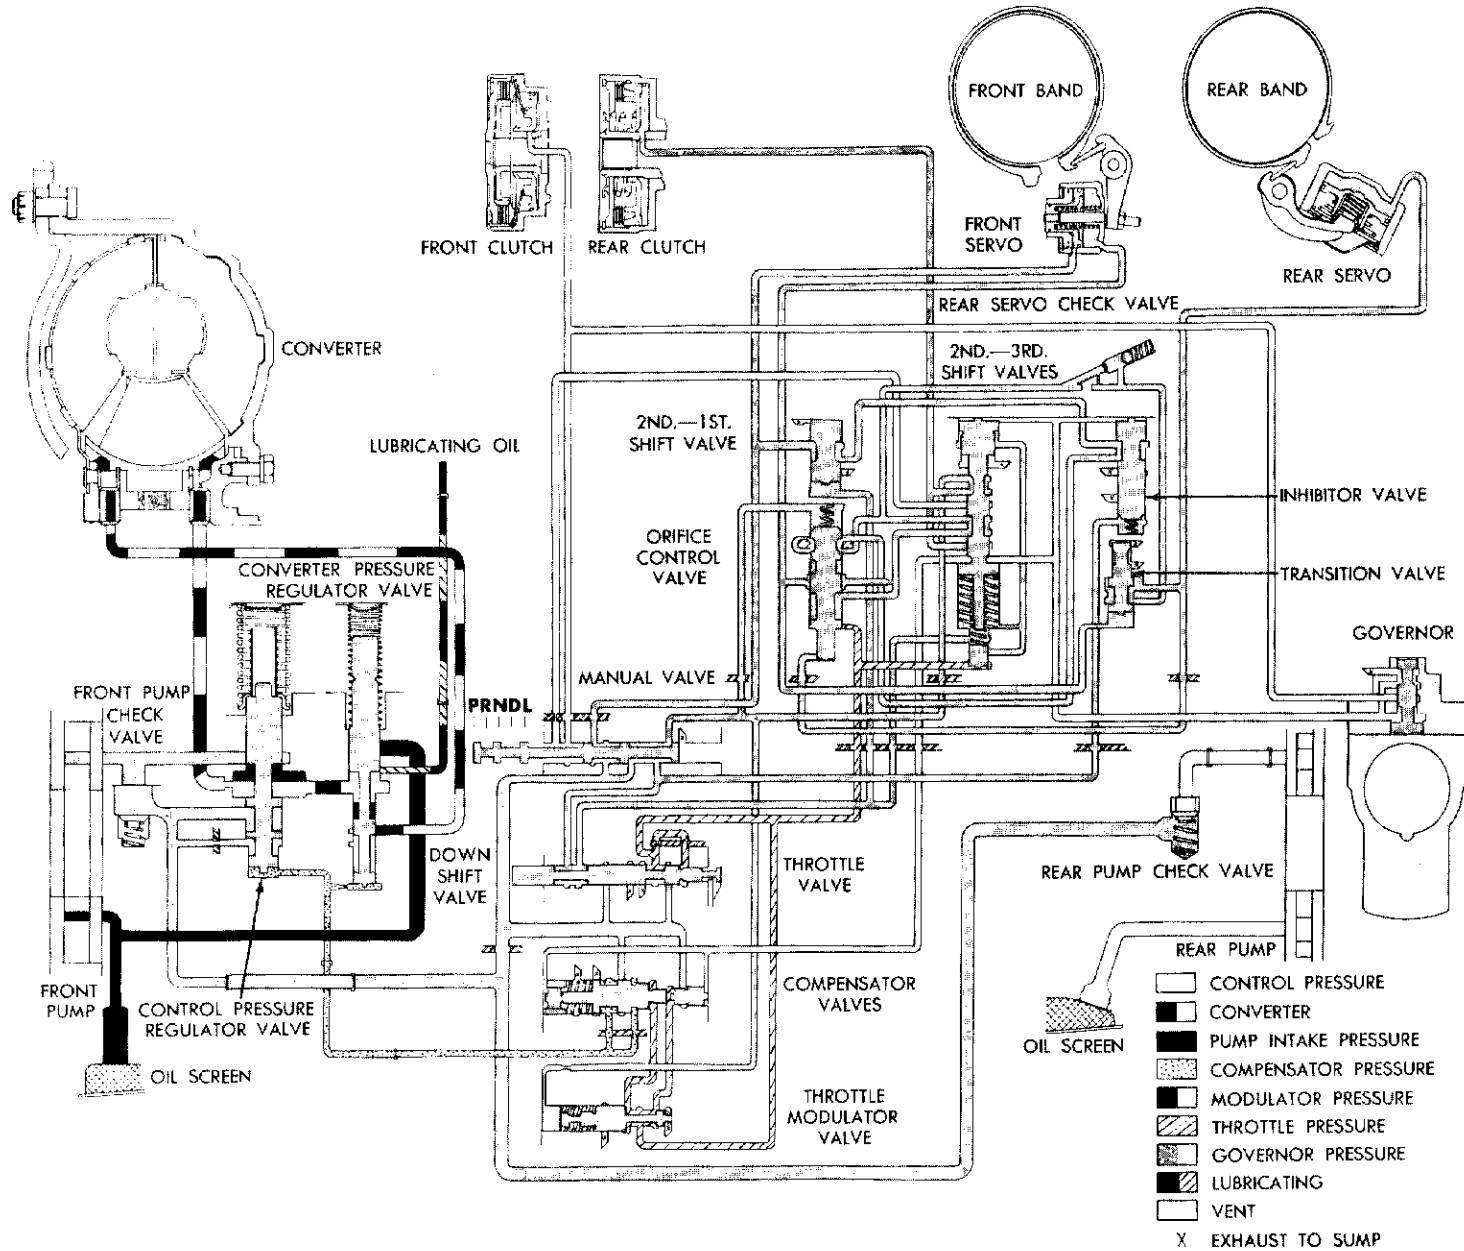 FRONT BAND
REAR BAND
FRONT CLUTCH
REAR CLUTCH
FRONT
SERVO
REAR SERVO
REAR SERVO CHECK VALVE
CONVERTER
2ND.—3RD.
SHIFT VALVES
2ND.—1ST.
SHIFT VALVE
LUBRICATING OIL
INHIBITOR VALVE
ORIFICE
CONTROL
VALVE
CONVERTER PRESSURE
REGULATOR VALVE
TRANSITION VALVE
GOVERNOR
MANUAL VALVE
FRONT PUMP
CHECK
VALVE
PRNDL
DOWN
SHIFT
VALVE
THROTTLE
VALVE
REAR PUMP CHECK VALVE
REAR PUMP
FRONT
PUMP
CONTROL PRESSURE
REGULATOR VALVE
COMPENSATOR
VALVES
OIL SCREEN
OIL SCREEN
THROTTLE
MODULATOR
VALVE
CONTROL PRESSURE
CONVERTER
PUMP INTAKE PRESSURE
COMPENSATOR PRESSURE
MODULATOR PRESSURE
THROTTLE PRESSURE
GOVERNOR PRESSURE
LUBRICATING
VENT
X EXHAUST TO SUMP